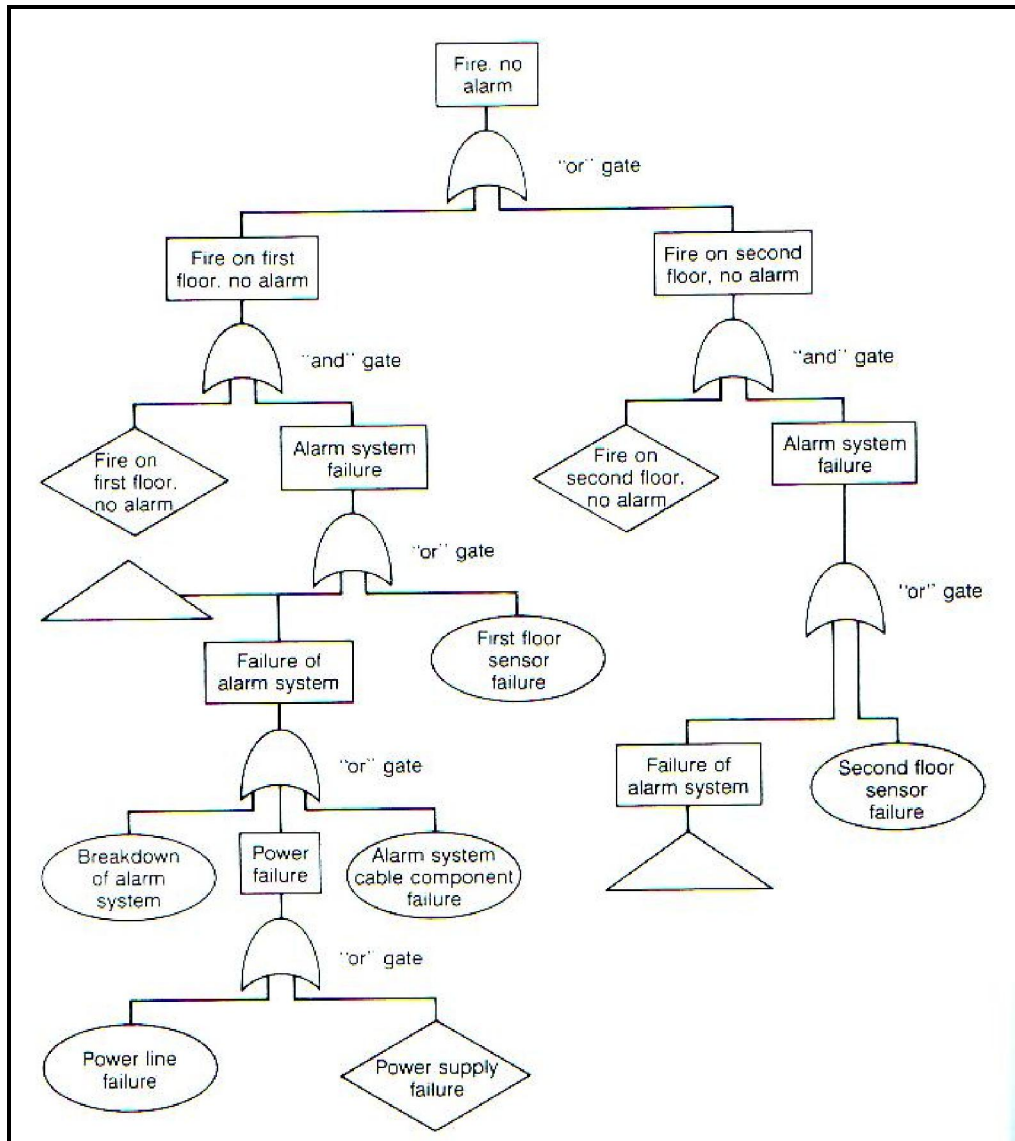 Fire. no
alarm
"or" gate
Fire on first
floor. no alarm
Fire on second
floor, no alarm
"and" gate
"and" gate
Fire on
first floor.
no alarm
Alarm system
failure
Fire on
second floor.
no alarm
Alarm system
failure
"or" gate
"or" gate
First floor
sensor
failure
Failure of
alarm system
Failure of
alarm system
Second floor
sensor
failure
"or" gate
Breakdown
of alarm
system
Power
failure
Alarm system
cable component
failure
"or" gate
Power line
failure
Power supply
failure